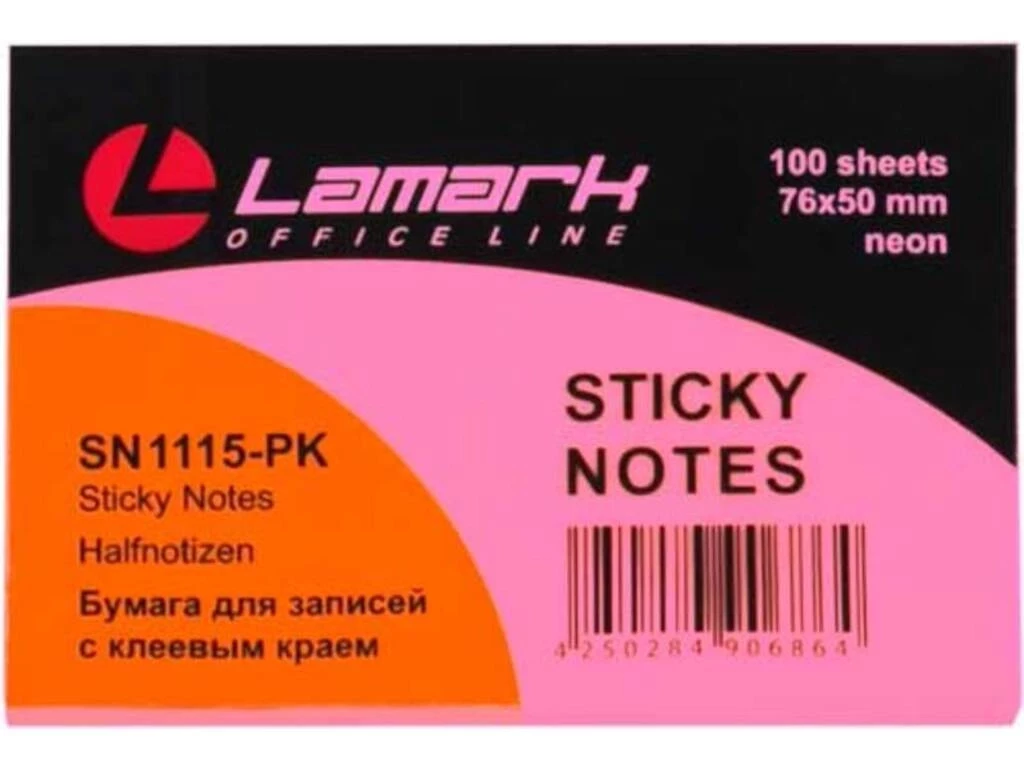 Lamark
OFFICE LINE
100 sheets
76x50 mm
neon
STICKY
NOTES
SN1115-PK
Sticky Notes
Halfnotizen
Бумага для записей
с клеевым краем
4 250284 906864